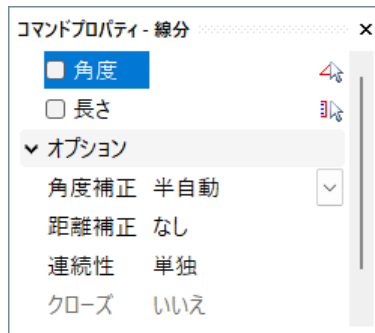 コマンドプロパティ - 線分
角度
長さ
オプション
角度補正 半自動
距離補正 なし
連続性 単独
クローズ いいえ